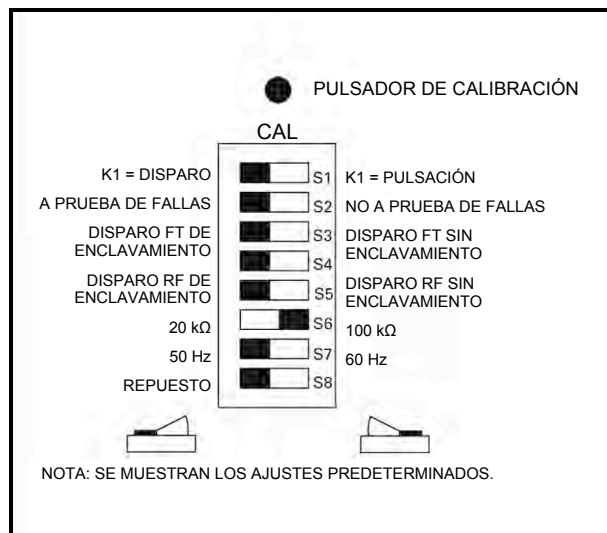 PULSADOR DE CALIBRACIÓN
CAL
K1 = DISPARO S1 K1 = PULSACIÓN
A PRUEBA DE FALLAS S2 NO A PRUEBA DE FALLAS
DISPARO FT DE
ENCLAVAMIENTO
S3
DISPARO FT SIN
ENCLAVAMIENTO
S4
DISPARO RF DE
ENCLAVAMIENTO
S5
DISPARO RF SIN
ENCLAVAMIENTO
20 kΩ S6 100 kΩ
50 Hz S7 60 Hz
REPUESTO S8
NOTA: SE MUESTRAN LOS AJUSTES PREDETERMINADOS.